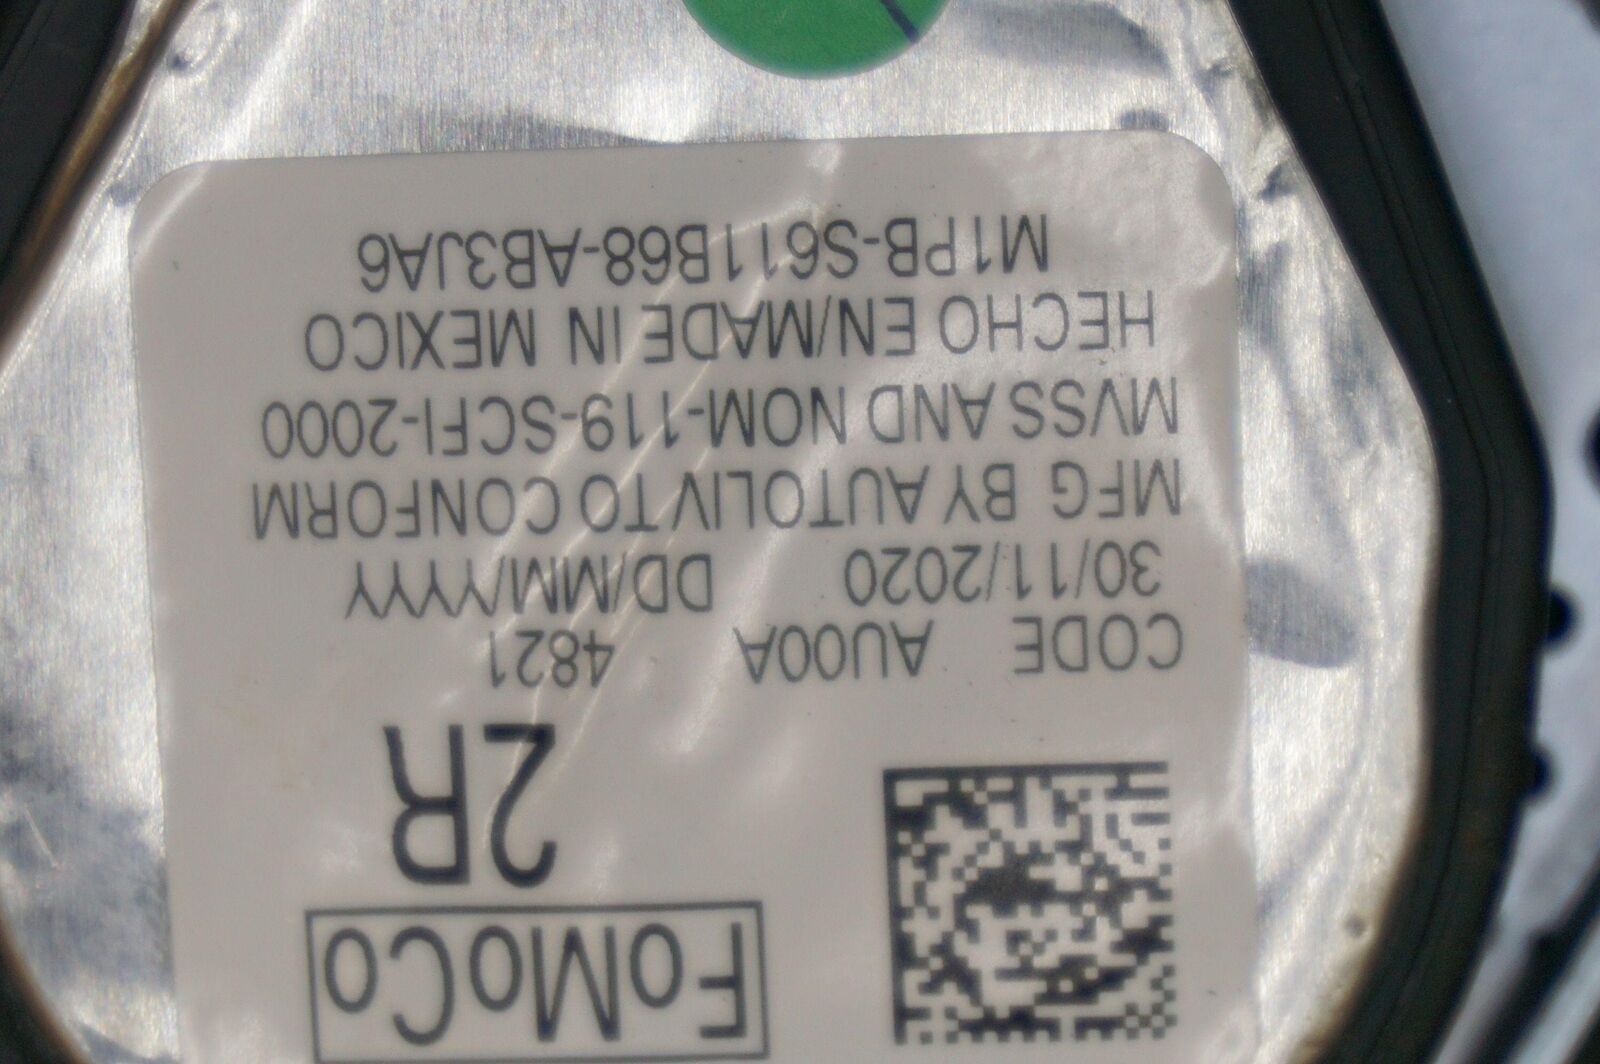 FoMoCo
2R
CODE AU00A 4821
30/11/2020 DD/MM/YYYY
MFG BY AUTOLIV TO CONFORM
MVSS AND NOM-119-SCFI-2000
HECHO EN/MADE IN MEXICO
M1PB-S611B68-AB3JA6